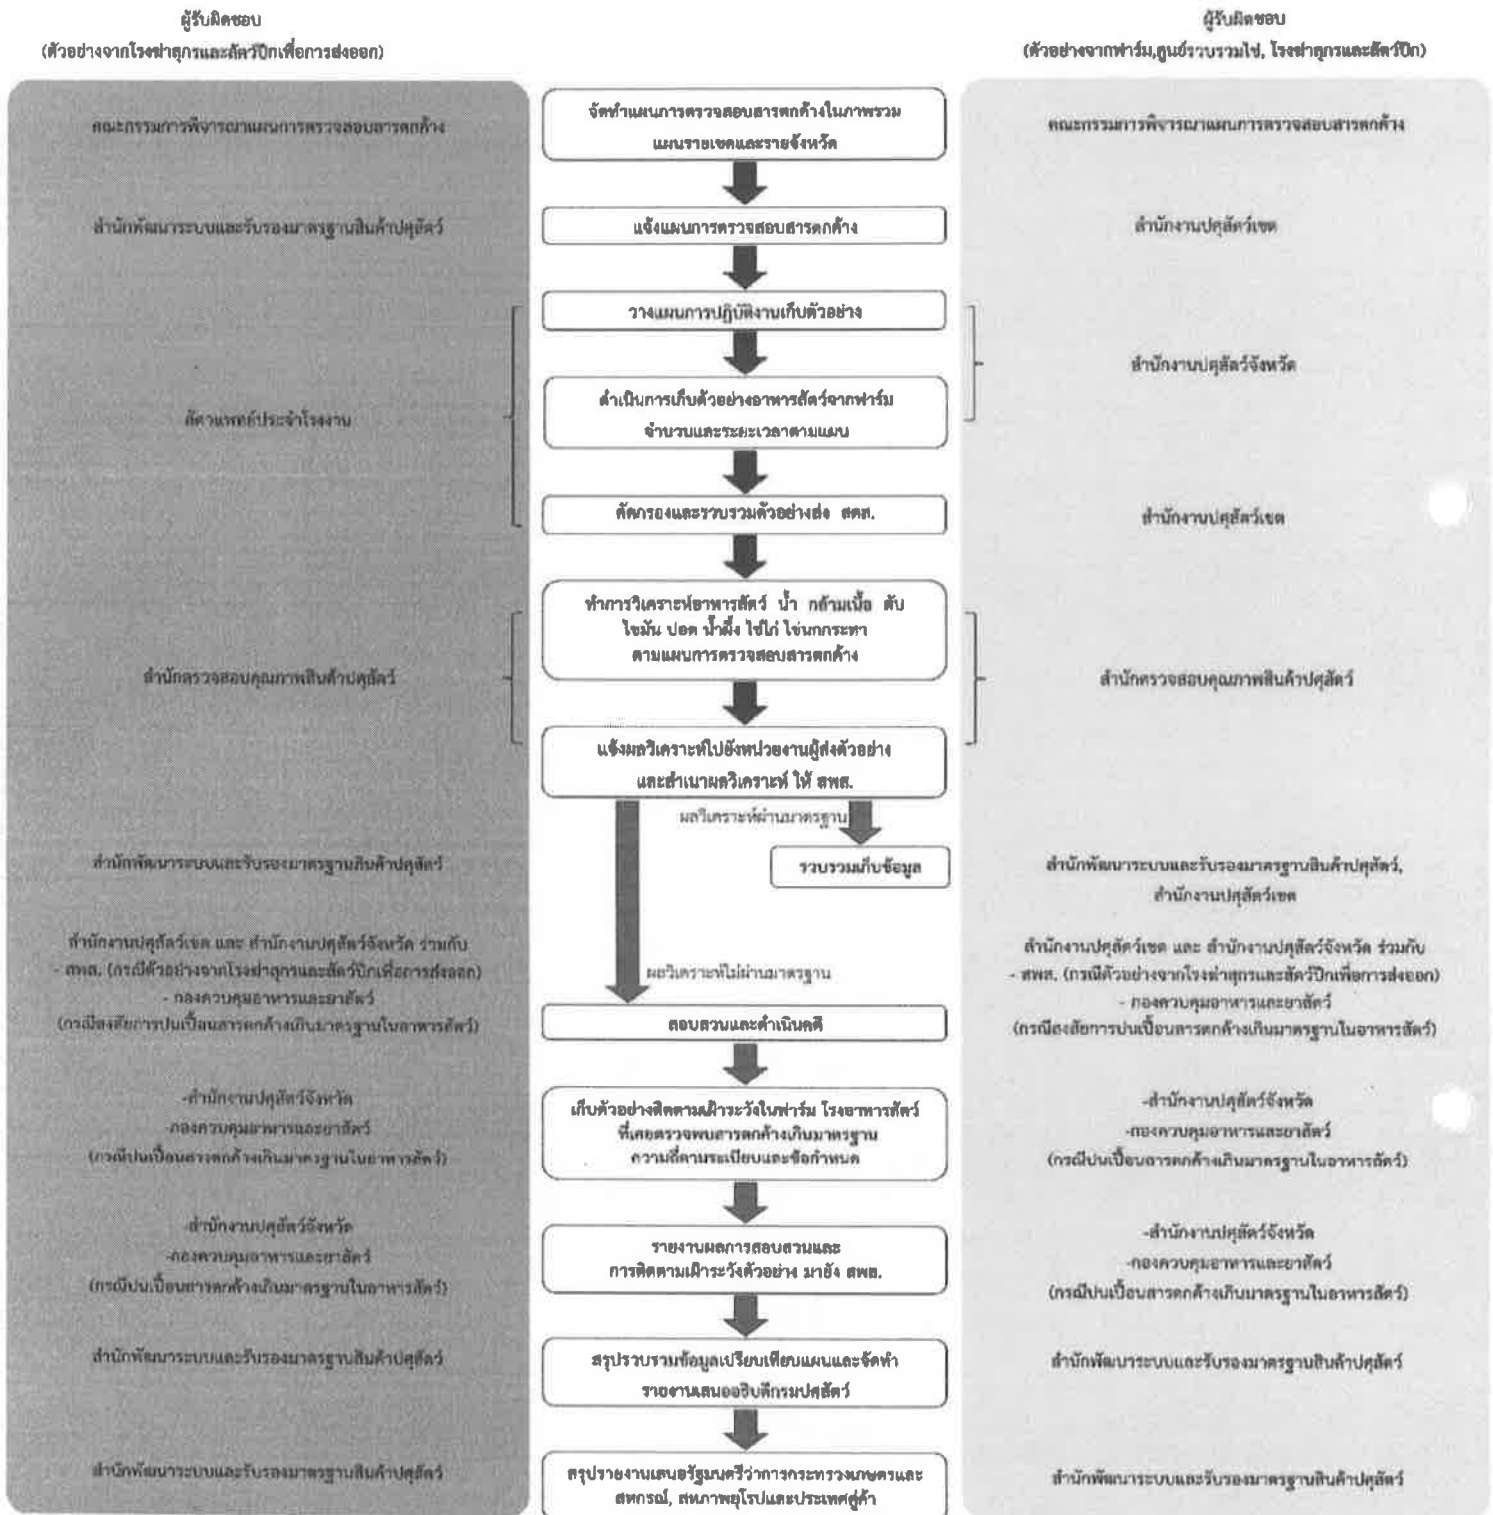 ผู้รับผิดชอบ
(ตัวอย่างจากโรงฆ่าสุกรและสัตว์ปีกเพื่อการส่งออก)
คณะกรรมการพิจารณาแผนการตรวจสอบสารตกค้าง
สำนักพัฒนาระบบและรับรองมาตรฐานสินค้าปศุสัตว์
สัตวแพทย์ประจำโรงงาน
สำนักตรวจสอบคุณภาพสินค้าปศุสัตว์
สำนักพัฒนาระบบและรับรองมาตรฐานสินค้าปศุสัตว์
สำนักงานปศุสัตว์เขต และ สำนักงานปศุสัตว์จังหวัด ร่วมกับ
- สพส. (กรณีตัวอย่างจากโรงฆ่าสุกรและสัตว์ปีกเพื่อการส่งออก)
- กองควบคุมอาหารและยาสัตว์
(กรณีสงสัยการปนเปื้อนสารตกค้างเกินมาตรฐานในอาหารสัตว์)
-สำนักงานปศุสัตว์จังหวัด
-กองควบคุมอาหารและยาสัตว์
(กรณีปนเปื้อนสารตกค้างเกินมาตรฐานในอาหารสัตว์)
-สำนักงานปศุสัตว์จังหวัด
-กองควบคุมอาหารและยาสัตว์
(กรณีปนเปื้อนสารตกค้างเกินมาตรฐานในอาหารสัตว์)
สำนักพัฒนาระบบและรับรองมาตรฐานสินค้าปศุสัตว์
สำนักพัฒนาระบบและรับรองมาตรฐานสินค้าปศุสัตว์
จัดทำแผนการตรวจสอบสารตกค้างในภาพรวม
แผนรายเขตและรายจังหวัด
แจ้งแผนการตรวจสอบสารตกค้าง
วางแผนการปฏิบัติงานเก็บตัวอย่าง
ดำเนินการเก็บตัวอย่างอาหารสัตว์จากฟาร์ม
จำนวนและระยะเวลาตามแผน
คัดกรองและรวบรวมตัวอย่างส่ง สตส.
ทำการวิเคราะห์อาหารสัตว์ น้ำ กล้ามเนื้อ ตับ
ไขมัน ปอด น้ำผึ้ง ไข่ไก่ ไข่นกกระทา
ตามแผนการตรวจสอบสารตกค้าง
แจ้งผลวิเคราะห์ไปยังหน่วยงานผู้ส่งตัวอย่าง
และสำเนาผลวิเคราะห์ ให้ สพส.
ผลวิเคราะห์ผ่านมาตรฐาน
รวบรวมเก็บข้อมูล
ผลวิเคราะห์ไม่ผ่านมาตรฐาน
สอบสวนและดำเนินคดี
เก็บตัวอย่างติดตามเฝ้าระวังในฟาร์ม โรงอาหารสัตว์
ที่เคยตรวจพบสารตกค้างเกินมาตรฐาน
ความถี่ตามระเบียบและข้อกำหนด
รายงานผลการสอบสวนและ
การติดตามเฝ้าระวังตัวอย่าง มายัง สพส.
สรุปรวบรวมข้อมูลเปรียบเทียบแผนและจัดทำ
รายงานเสนออธิบดีกรมปศุสัตว์
สรุปรายงานเสนอรัฐมนตรีว่าการกระทรวงเกษตรและ
สหกรณ์, สหภาพยุโรปและประเทศคู่ค้า
ผู้รับผิดชอบ
(ตัวอย่างจากฟาร์ม,ศูนย์รวบรวมไข่, โรงฆ่าสุกรและสัตว์ปีก)
คณะกรรมการพิจารณาแผนการตรวจสอบสารตกค้าง
สำนักงานปศุสัตว์เขต
สำนักงานปศุสัตว์จังหวัด
สำนักงานปศุสัตว์เขต
สำนักตรวจสอบคุณภาพสินค้าปศุสัตว์
สำนักพัฒนาระบบและรับรองมาตรฐานสินค้าปศุสัตว์,
สำนักงานปศุสัตว์เขต
สำนักงานปศุสัตว์เขต และ สำนักงานปศุสัตว์จังหวัด ร่วมกับ
- สพส. (กรณีตัวอย่างจากโรงฆ่าสุกรและสัตว์ปีกเพื่อการส่งออก)
- กองควบคุมอาหารและยาสัตว์
(กรณีสงสัยการปนเปื้อนสารตกค้างเกินมาตรฐานในอาหารสัตว์)
-สำนักงานปศุสัตว์จังหวัด
-กองควบคุมอาหารและยาสัตว์
(กรณีปนเปื้อนสารตกค้างเกินมาตรฐานในอาหารสัตว์)
-สำนักงานปศุสัตว์จังหวัด
-กองควบคุมอาหารและยาสัตว์
(กรณีปนเปื้อนสารตกค้างเกินมาตรฐานในอาหารสัตว์)
สำนักพัฒนาระบบและรับรองมาตรฐานสินค้าปศุสัตว์
สำนักพัฒนาระบบและรับรองมาตรฐานสินค้าปศุสัตว์